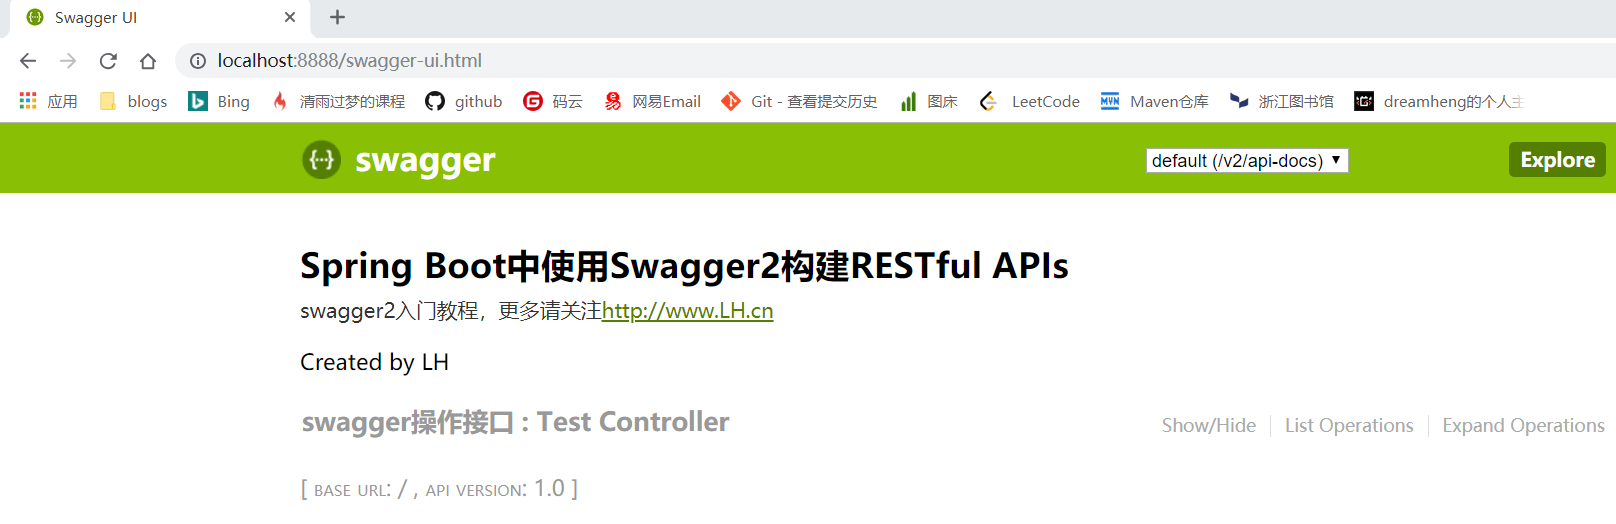 Swagger UI
localhost:8888/swagger-ui.html
应用 blogs Bing 清雨过梦的课程 github 码云 网易Email Git - 查看提交历史 图床 LeetCode Maven仓库 浙江图书馆 dreamheng的个人主
swagger default (/v2/api-docs) Explore
Spring Boot中使用Swagger2构建RESTful APIs
swagger2入门教程，更多请关注http://www.LH.cn
Created by LH
swagger操作接口 : Test Controller Show/Hide List Operations Expand Operations
[ BASE URL: / , API VERSION: 1.0 ]